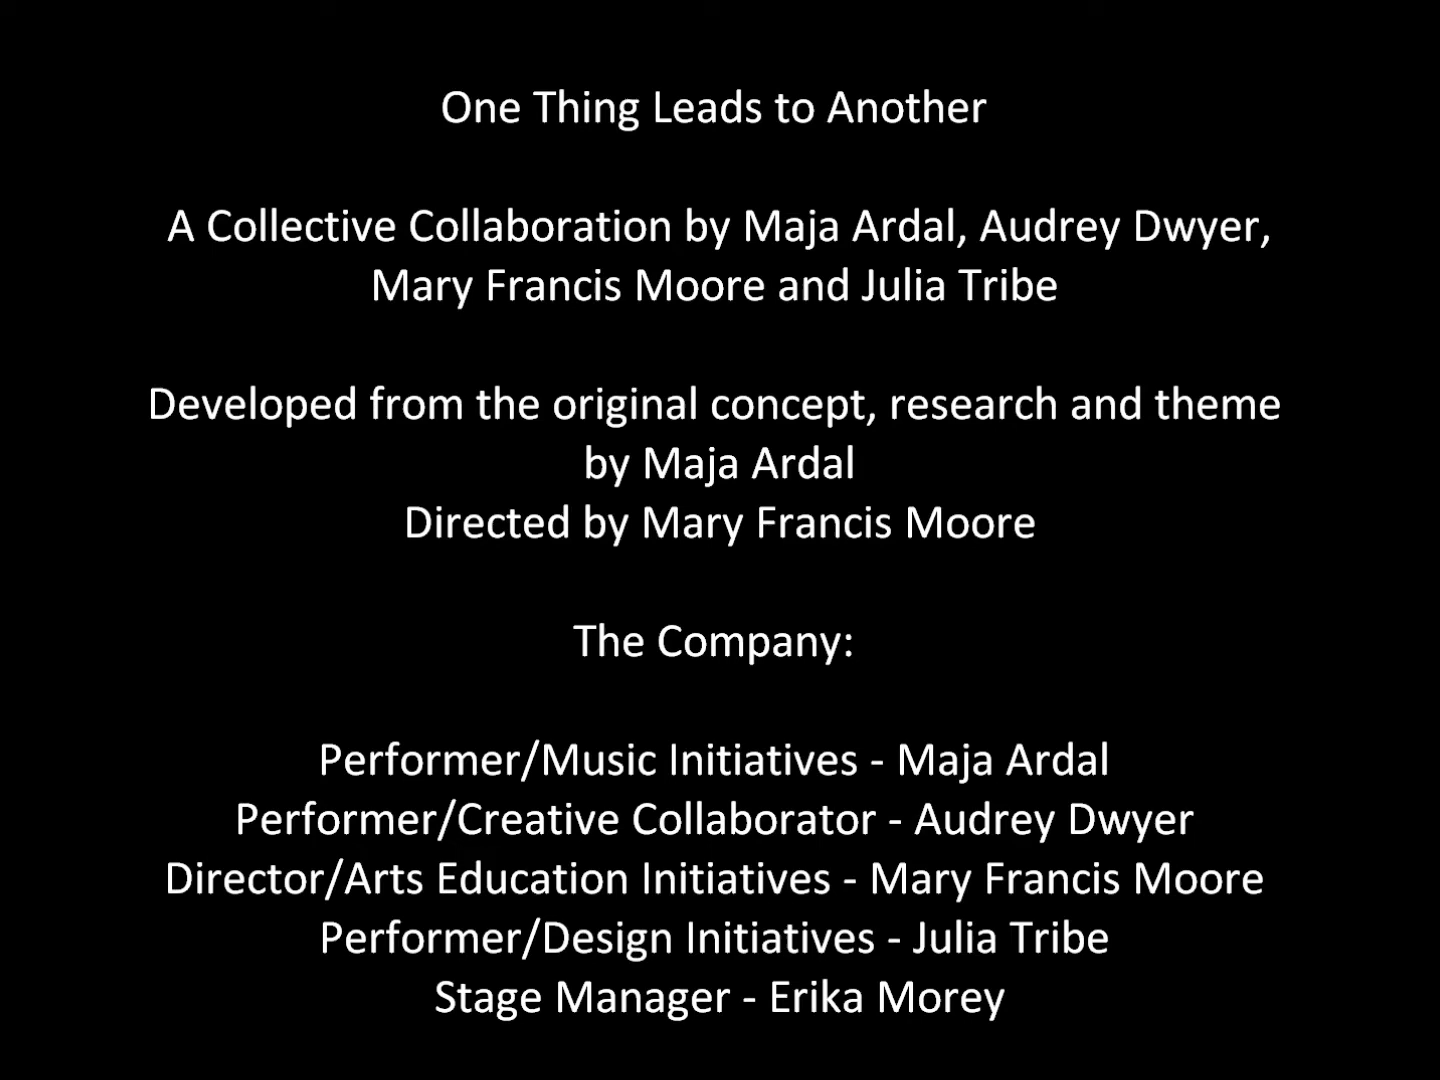 One Thing Leads to Another
A Collective Collaboration by Maja Ardal, Audrey Dwyer,
Mary Francis Moore and Julia Tribe
Developed from the original concept, research and theme
by Maja Ardal
Directed by Mary Francis Moore
The Company:
Performer/Music Initiatives - Maja Ardal
Performer/Creative Collaborator - Audrey Dwyer
Director/Arts Education Initiatives - Mary Francis Moore
Performer/Design Initiatives - Julia Tribe
Stage Manager - Erika Morey